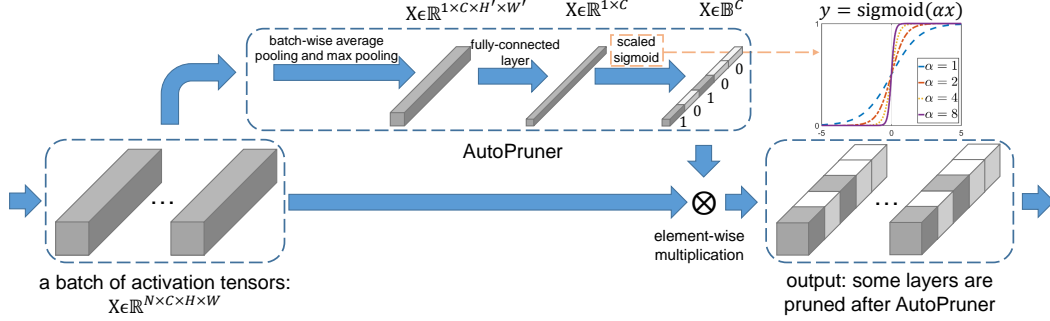 X∈ℝ^{1×C×H′×W′}
X∈ℝ^{1×C}
X∈𝔹^C
y = sigmoid(αx)
batch-wise average
pooling and max pooling
fully-connected
layer
scaled
sigmoid
0
0
1
1
0
1
1
0
-5
0
5
α = 1
α = 2
α = 4
α = 8
AutoPruner
...
...
element-wise
multiplication
a batch of activation tensors:
X∈ℝ^{N×C×H×W}
output: some layers are
pruned after AutoPruner